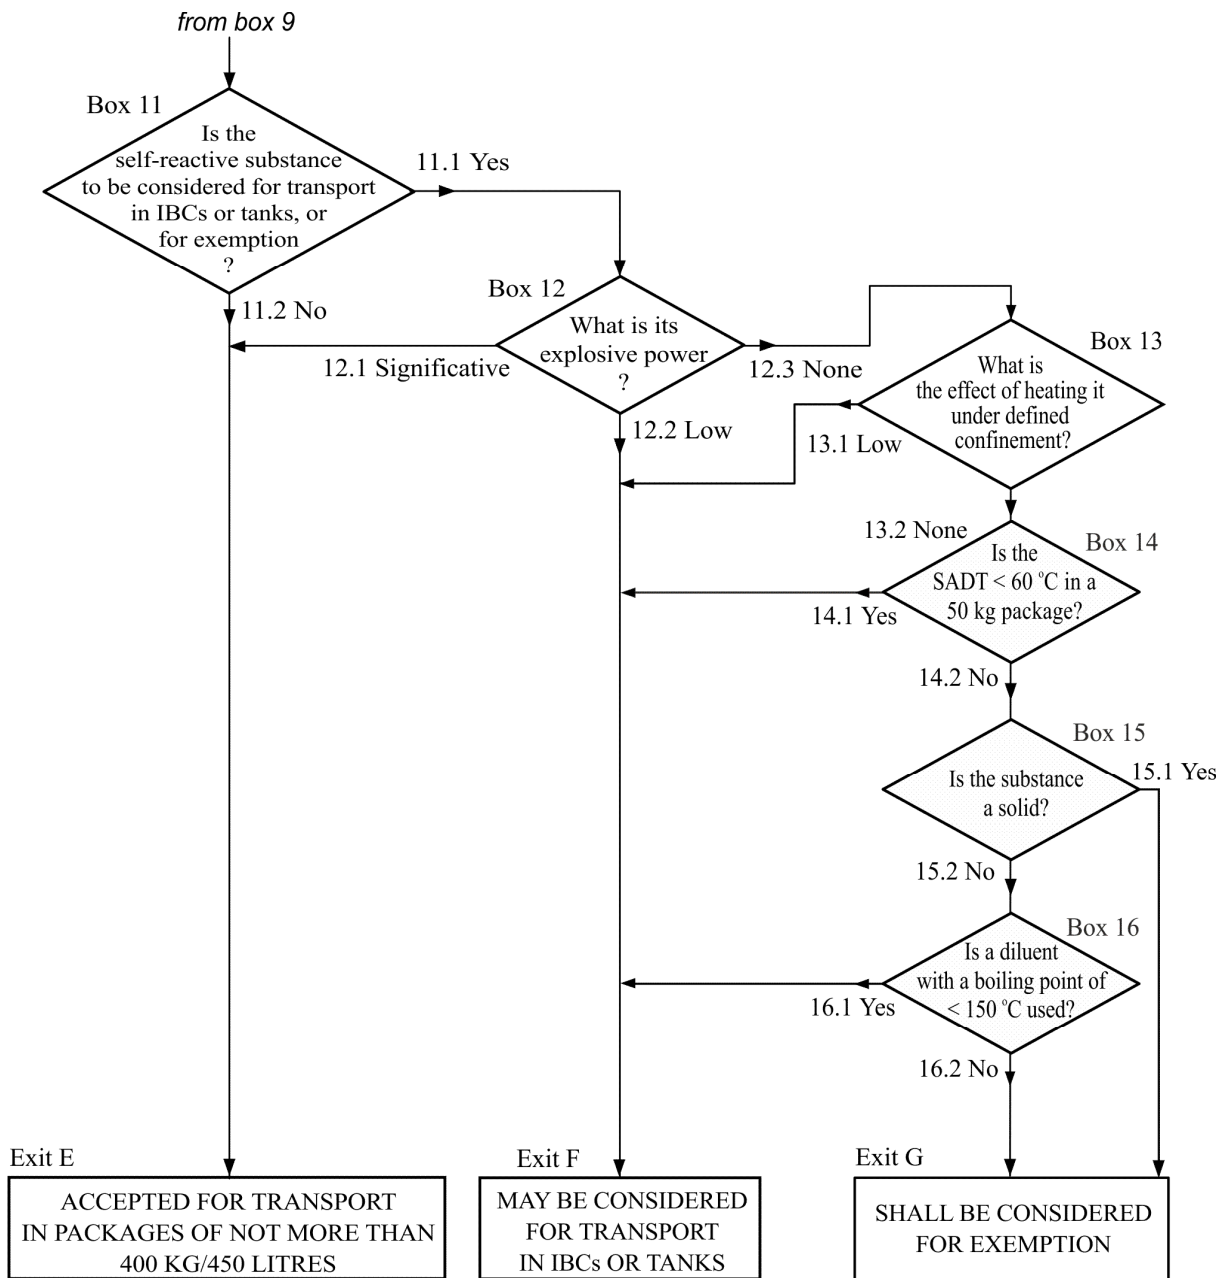 from box 9
Box 11
Is the
self-reactive substance
to be considered for transport
in IBCs or tanks, or
for exemption
?
11.1 Yes
11.2 No
Box 12
What is its
explosive power
?
12.1 Significative
12.3 None
12.2 Low
Box 13
What is
the effect of heating it
under defined
confinement?
13.1 Low
13.2 None
Box 14
Is the
SADT < 60 °C in a
50 kg package?
14.1 Yes
14.2 No
Box 15
Is the substance
a solid?
15.1 Yes
15.2 No
Box 16
Is a diluent
with a boiling point of
< 150 °C used?
16.1 Yes
16.2 No
Exit E
ACCEPTED FOR TRANSPORT
IN PACKAGES OF NOT MORE THAN
400 KG/450 LITRES
Exit F
MAY BE CONSIDERED
FOR TRANSPORT
IN IBCs OR TANKS
Exit G
SHALL BE CONSIDERED
FOR EXEMPTION